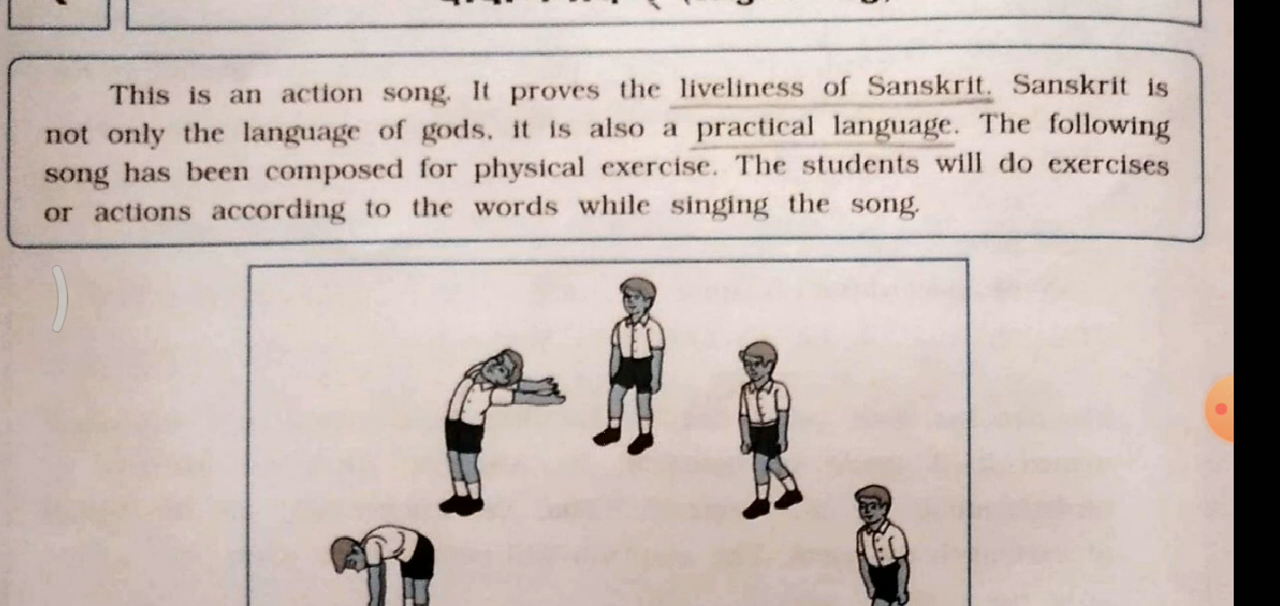 This is an action song. It proves the liveliness of Sanskrit. Sanskrit is
not only the language of gods, it is also a practical language. The following
song has been composed for physical exercise. The students will do exercises
or actions according to the words while singing the song.